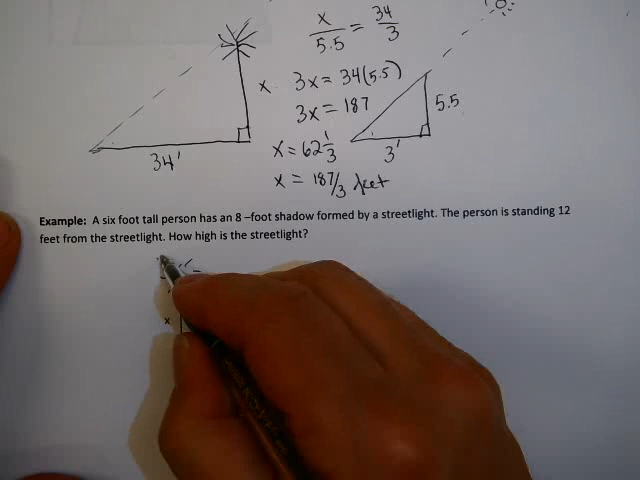 x/5.5 = 34/3
x 3x = 34(5.5)
3x = 187
5.5
34'
x = 62 1/3
3'
x = 187/3 feet
Example: A six foot tall person has an 8 –foot shadow formed by a streetlight. The person is standing 12
feet from the streetlight. How high is the streetlight?
x